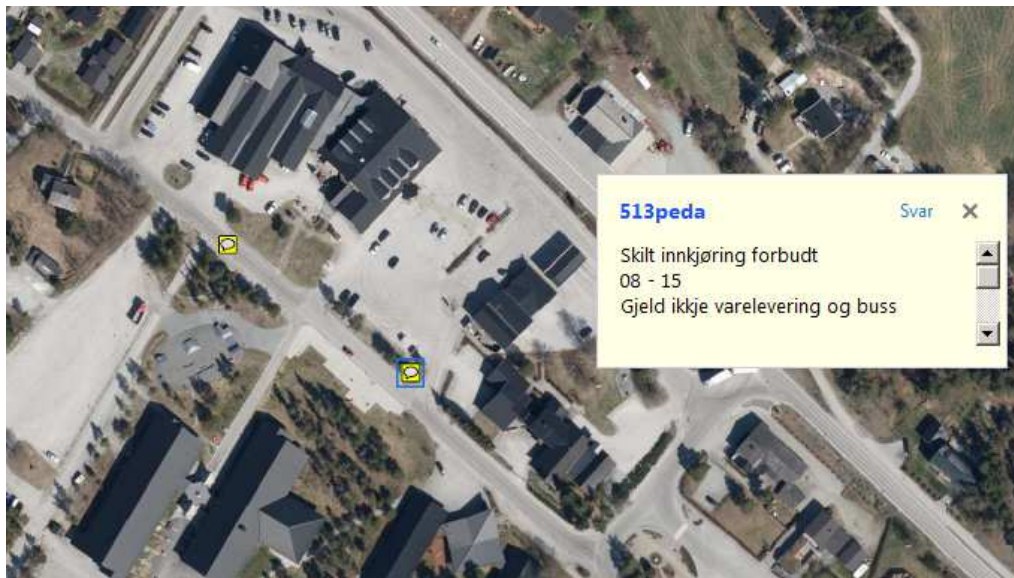 513peda
Svar
Skilt innkjøring forbudt
08 - 15
Gjeld ikkje varelevering og buss